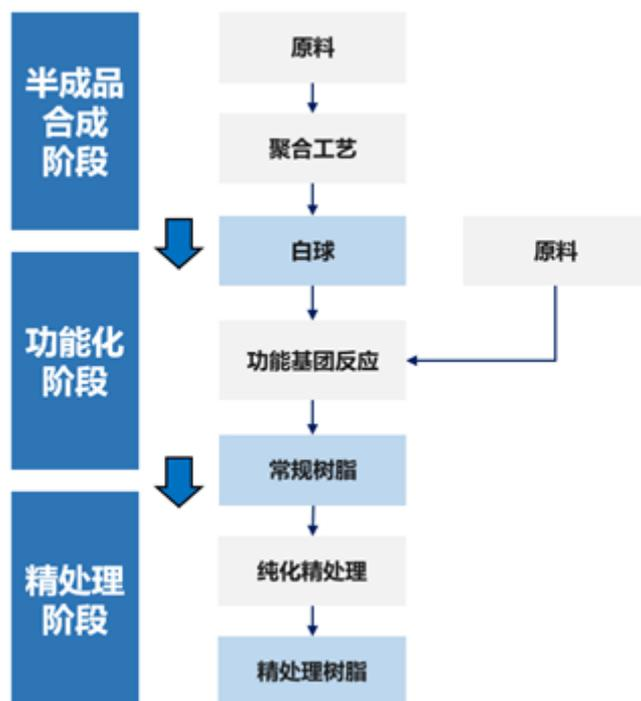 半成品
合成
阶段
原料
聚合工艺
白球
原料
功能化
阶段
功能基团反应
常规树脂
精处理
阶段
纯化精处理
精处理树脂